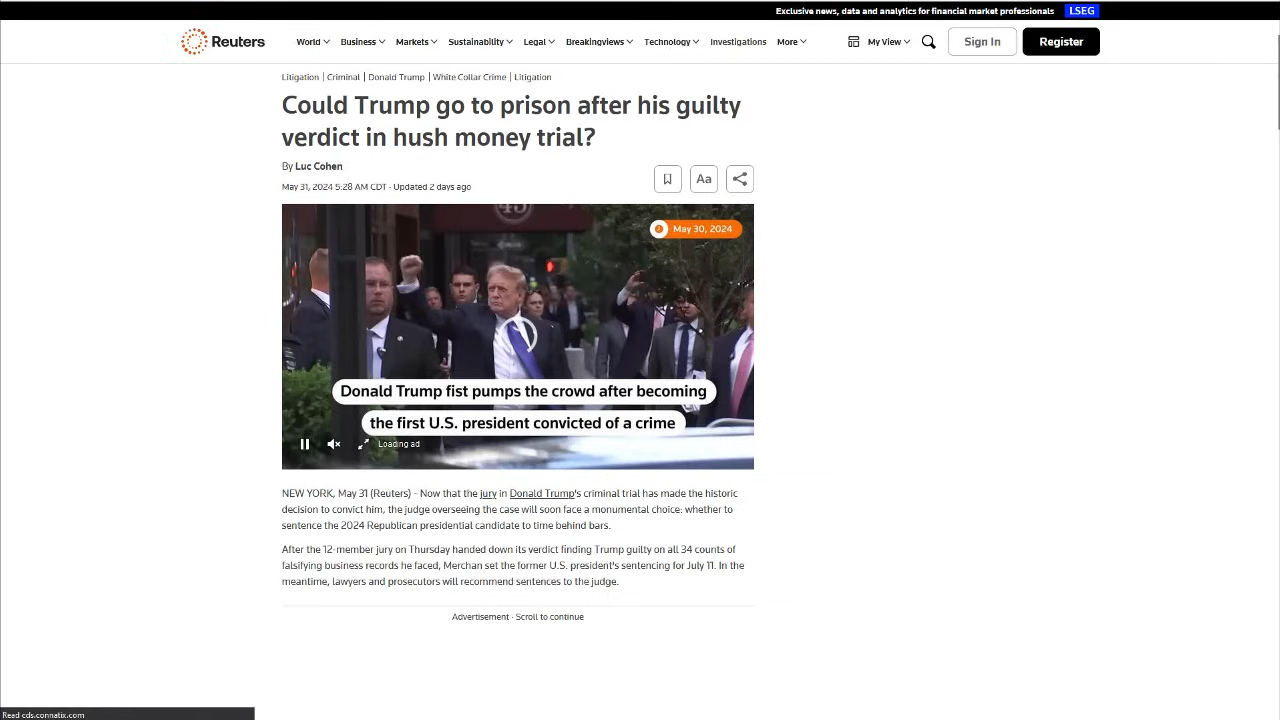 Exclusive news, data and analytics for financial market professionals LSEG
Reuters World Business Markets Sustainability Legal Breakingviews Technology Investigations More My View Sign In Register
Litigation | Criminal | Donald Trump | White Collar Crime | Litigation
Could Trump go to prison after his guilty
verdict in hush money trial?
By Luc Cohen
May 31, 2024 5:28 AM CDT · Updated 2 days ago
Aa
45
May 30, 2024
Donald Trump fist pumps the crowd after becoming
the first U.S. president convicted of a crime
Loading ad
NEW YORK, May 31 (Reuters) - Now that the jury in Donald Trump's criminal trial has made the historic
decision to convict him, the judge overseeing the case will soon face a monumental choice: whether to
sentence the 2024 Republican presidential candidate to time behind bars.
After the 12-member jury on Thursday handed down its verdict finding Trump guilty on all 34 counts of
falsifying business records he faced, Merchan set the former U.S. president's sentencing for July 11. In the
meantime, lawyers and prosecutors will recommend sentences to the judge.
Advertisement · Scroll to continue
Read cds.connatix.com